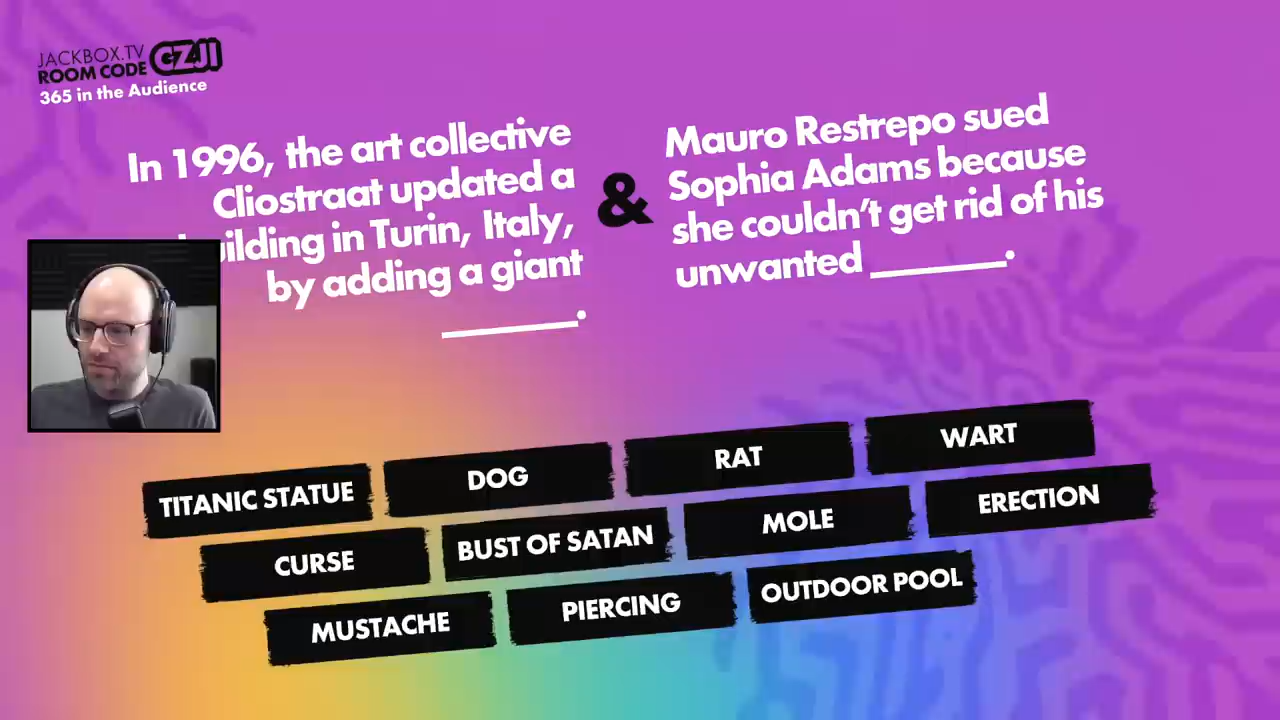 JACKBOX.TV
ROOM CODE GZJI
365 in the Audience
In 1996, the art collective
Cliostraat updated a
uilding in Turin, Italy,
by adding a giant
_______.
&
Mauro Restrepo sued
Sophia Adams because
she couldn't get rid of his
unwanted _______.
TITANIC STATUE
DOG
RAT
WART
CURSE
BUST OF SATAN
MOLE
ERECTION
MUSTACHE
PIERCING
OUTDOOR POOL